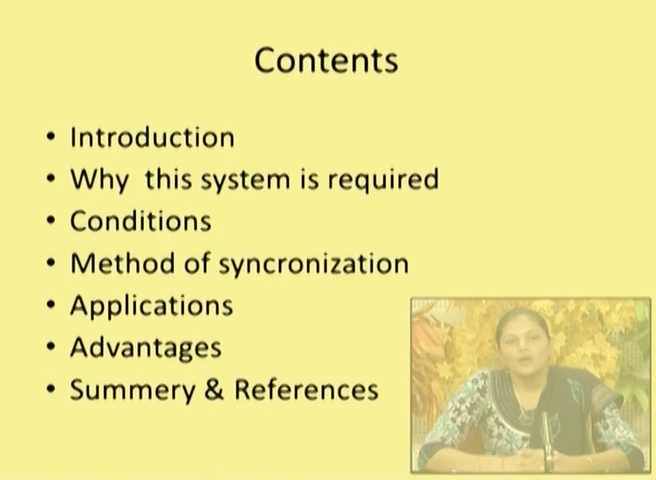 Contents
• Introduction
• Why this system is required
• Conditions
• Method of syncronization
• Applications
• Advantages
• Summery & References